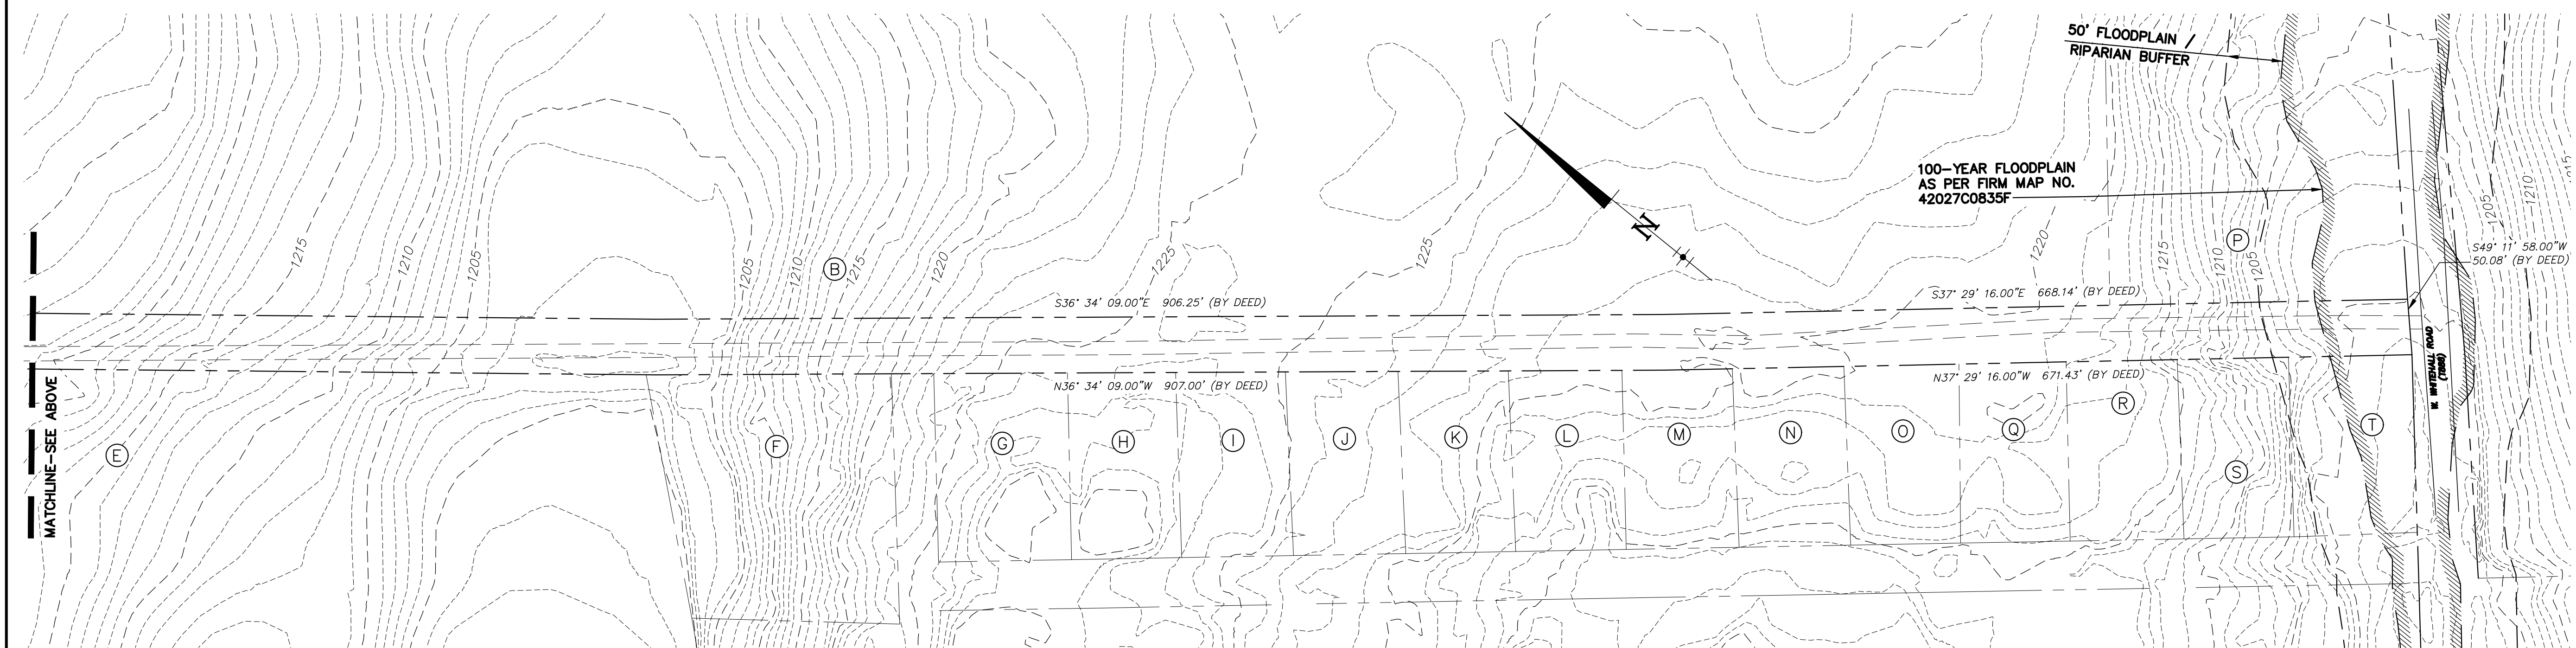 50' FLOODPLAIN /
RIPARIAN BUFFER
100-YEAR FLOODPLAIN
AS PER FIRM MAP NO.
42027C0835F
N
1215
1210
1205
1205
1210
B
1215
1220
1225
1225
1220
1215
1210
P
1205
1205
1210
1215
S49° 11' 58.00"W
50.08' (BY DEED)
S36° 34' 09.00"E 906.25' (BY DEED)
S37° 29' 16.00"E 668.14' (BY DEED)
N36° 34' 09.00"W 907.00' (BY DEED)
N37° 29' 16.00"W 671.43' (BY DEED)
W. WHITEHALL ROAD
MATCHLINE-SEE ABOVE
E
F
G
H
I
J
K
L
M
N
O
Q
R
S
T